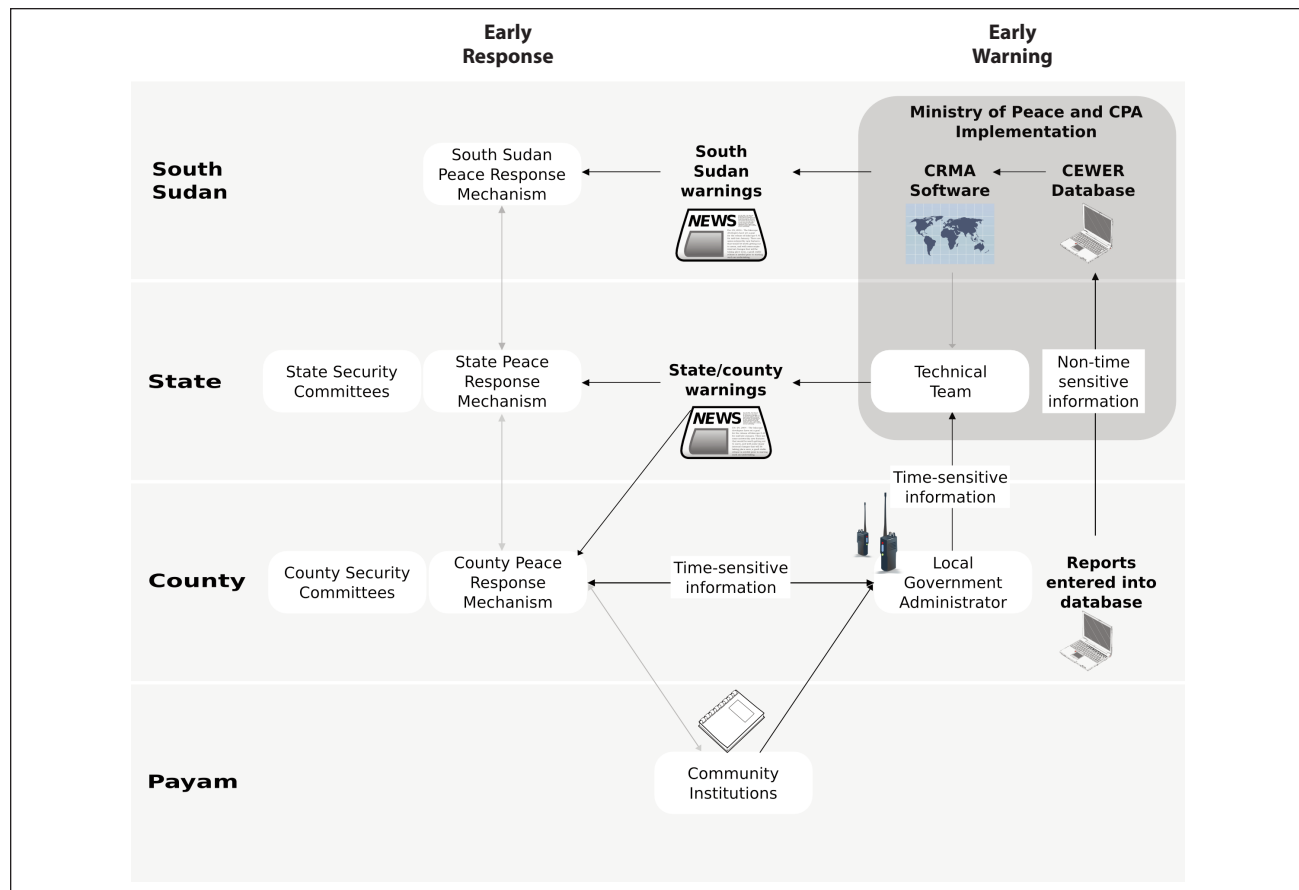 Early
Response
Early
Warning
South
Sudan
South Sudan
Peace Response
Mechanism
South
Sudan
warnings
NEWS
Ministry of Peace and CPA
Implementation
CRMA
Software
CEWER
Database
State
State Security
Committees
State Peace
Response
Mechanism
State/county
warnings
NEWS
Technical
Team
Non-time
sensitive
information
Time-sensitive
information
County
County Security
Committees
County Peace
Response
Mechanism
Time-sensitive
information
Local
Government
Administrator
Reports
entered into
database
Payam
Community
Institutions